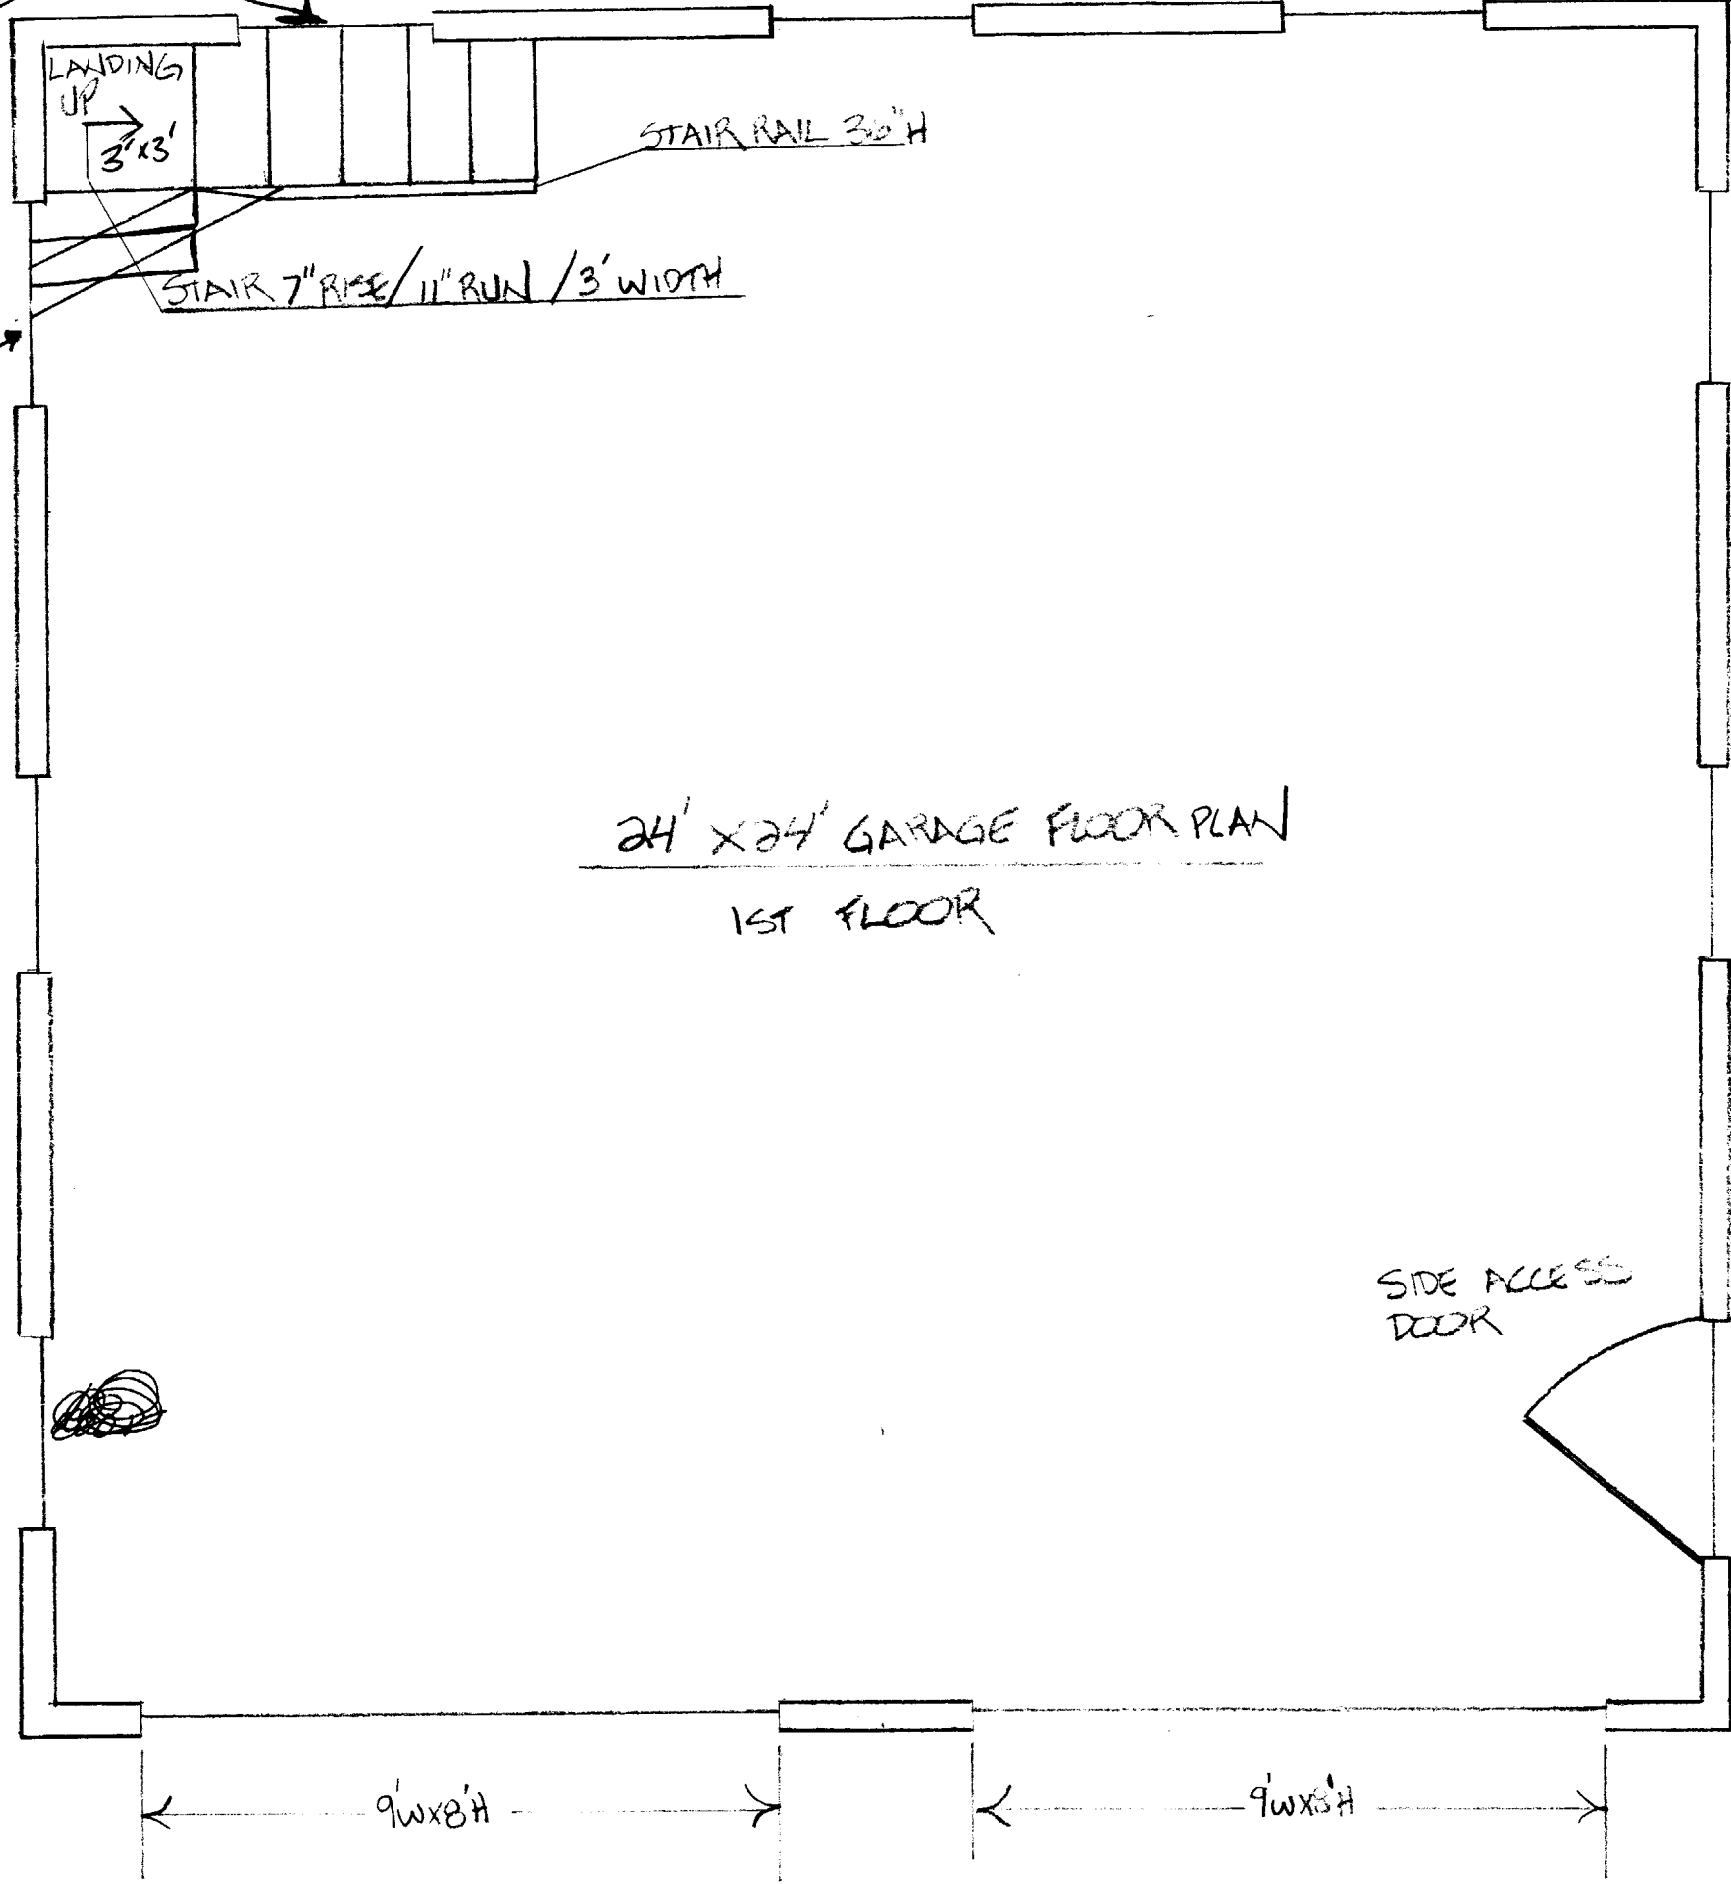 LANDING
UP
3'x3'
STAIR RAIL 36"H
STAIR 7" RISE / 11" RUN / 3' WIDTH
24' X 24' GARAGE FLOOR PLAN
1ST FLOOR
SIDE ACCESS
DOOR
9'W X 8'H
9'W X 8'H